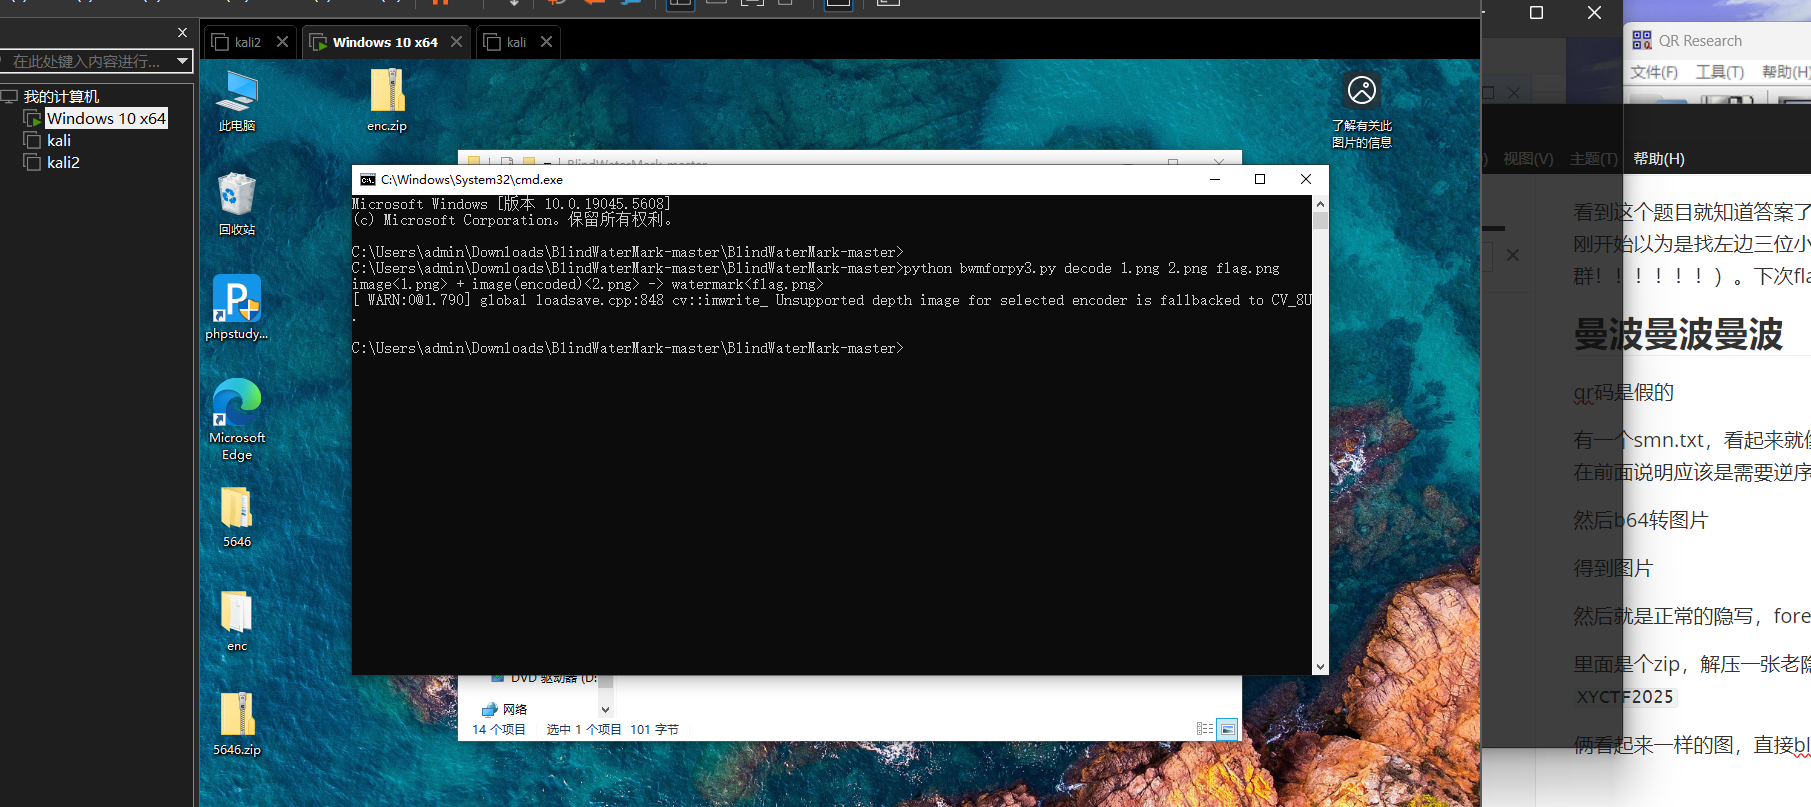 在此处键入内容进行...
我的计算机
Windows 10 x64
kali
kali2
kali2
Windows 10 x64
kali
此电脑
enc.zip
回收站
phpstudy...
Microsoft
Edge
5646
enc
5646.zip
了解有关此
图片的信息
BlindWaterMark-master
C:\Windows\System32\cmd.exe
Microsoft Windows [版本 10.0.19045.5608]
(c) Microsoft Corporation。保留所有权利。
C:\Users\admin\Downloads\BlindWaterMark-master\BlindWaterMark-master>
C:\Users\admin\Downloads\BlindWaterMark-master\BlindWaterMark-master>python bwmforpy3.py decode 1.png 2.png flag.png
image<1.png> + image(encoded)<2.png> -> watermark<flag.png>
[ WARN:0@1.790] global loadsave.cpp:848 cv::imwrite_ Unsupported depth image for selected encoder is fallbacked to CV_8U
.
C:\Users\admin\Downloads\BlindWaterMark-master\BlindWaterMark-master>
DVD 驱动器 (D:
网络
14 个项目 选中 1 个项目 101 字节
QR Research
文件(F) 工具(T) 帮助(H)
视图(V) 主题(T) 帮助(H)
看到这个题目就知道答案了
刚开始以为是找左边三位小
群！！！！！！）。下次fla
曼波曼波曼波
qr码是假的
有一个smn.txt，看起来就像
在前面说明应该是需要逆序
然后b64转图片
得到图片
然后就是正常的隐写，fore
里面是个zip，解压一张老隐
XYCTF2025
俩看起来一样的图，直接bl